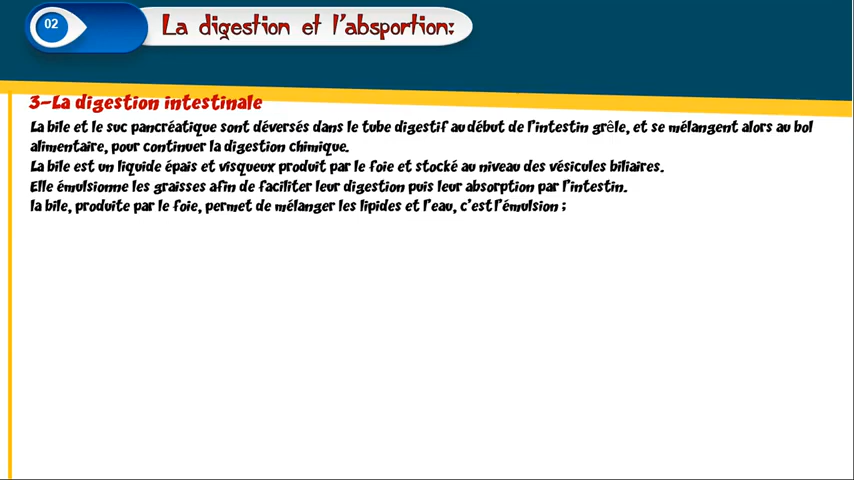 02
La digestion et l'absportion:
3-La digestion intestinale
La bile et le suc pancréatique sont déversés dans le tube digestif au début de l'intestin grêle, et se mélangent alors au bol
alimentaire, pour continuer la digestion chimique.
La bile est un liquide épais et visqueux produit par le foie et stocké au niveau des vésicules biliaires.
Elle émulsionne les graisses afin de faciliter leur digestion puis leur absorption par l'intestin.
la bile, produite par le foie, permet de mélanger les lipides et l'eau, c'est l'émulsion ;